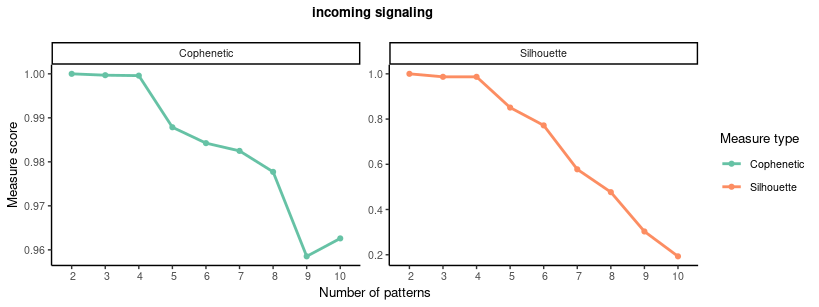 incoming signaling
Cophenetic
Silhouette
Measure score
1.00
0.99
0.98
0.97
0.96
2 3 4 5 6 7 8 9 10
1.0
0.8
0.6
0.4
0.2
2 3 4 5 6 7 8 9 10
Number of patterns
Measure type
Cophenetic
Silhouette